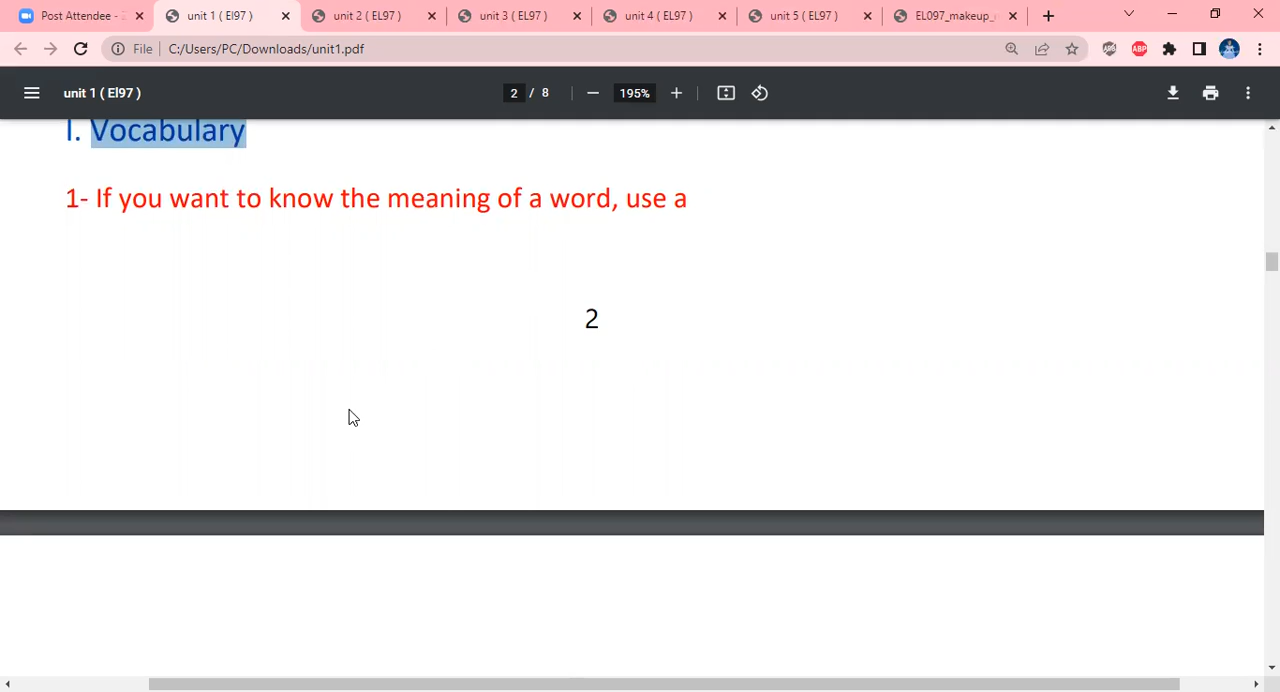 Post Attendee -
unit 1 ( El97 )
unit 2 ( EL97 )
unit 3 ( EL97 )
unit 4 ( EL97 )
unit 5 ( EL97 )
EL097_makeup_
File
C:/Users/PC/Downloads/unit1.pdf
unit 1 ( El97 )
2 / 8
195%
I. Vocabulary
1- If you want to know the meaning of a word, use a
2